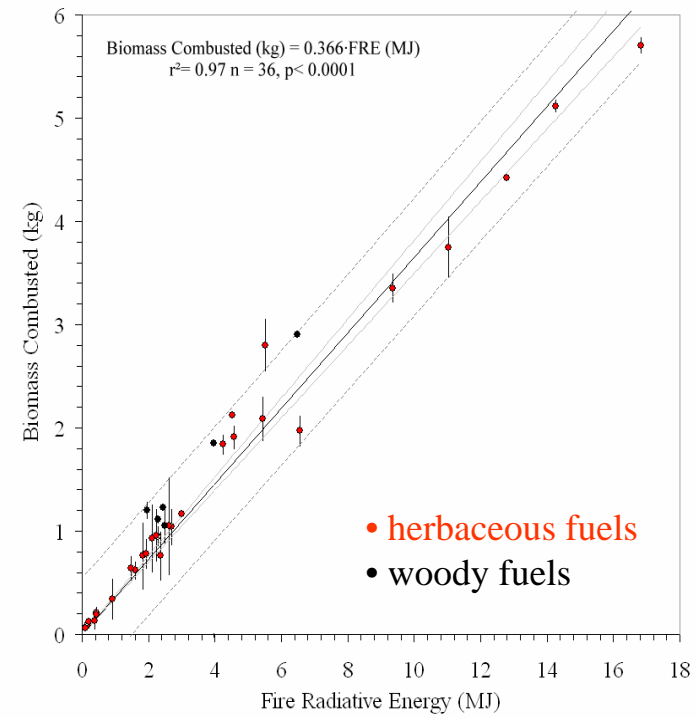 Biomass Combusted (kg) = 0.366·FRE (MJ)
r²= 0.97 n = 36, p< 0.0001
6
5
4
3
2
1
0
Biomass Combusted (kg)
• herbaceous fuels
• woody fuels
0 2 4 6 8 10 12 14 16 18
Fire Radiative Energy (MJ)